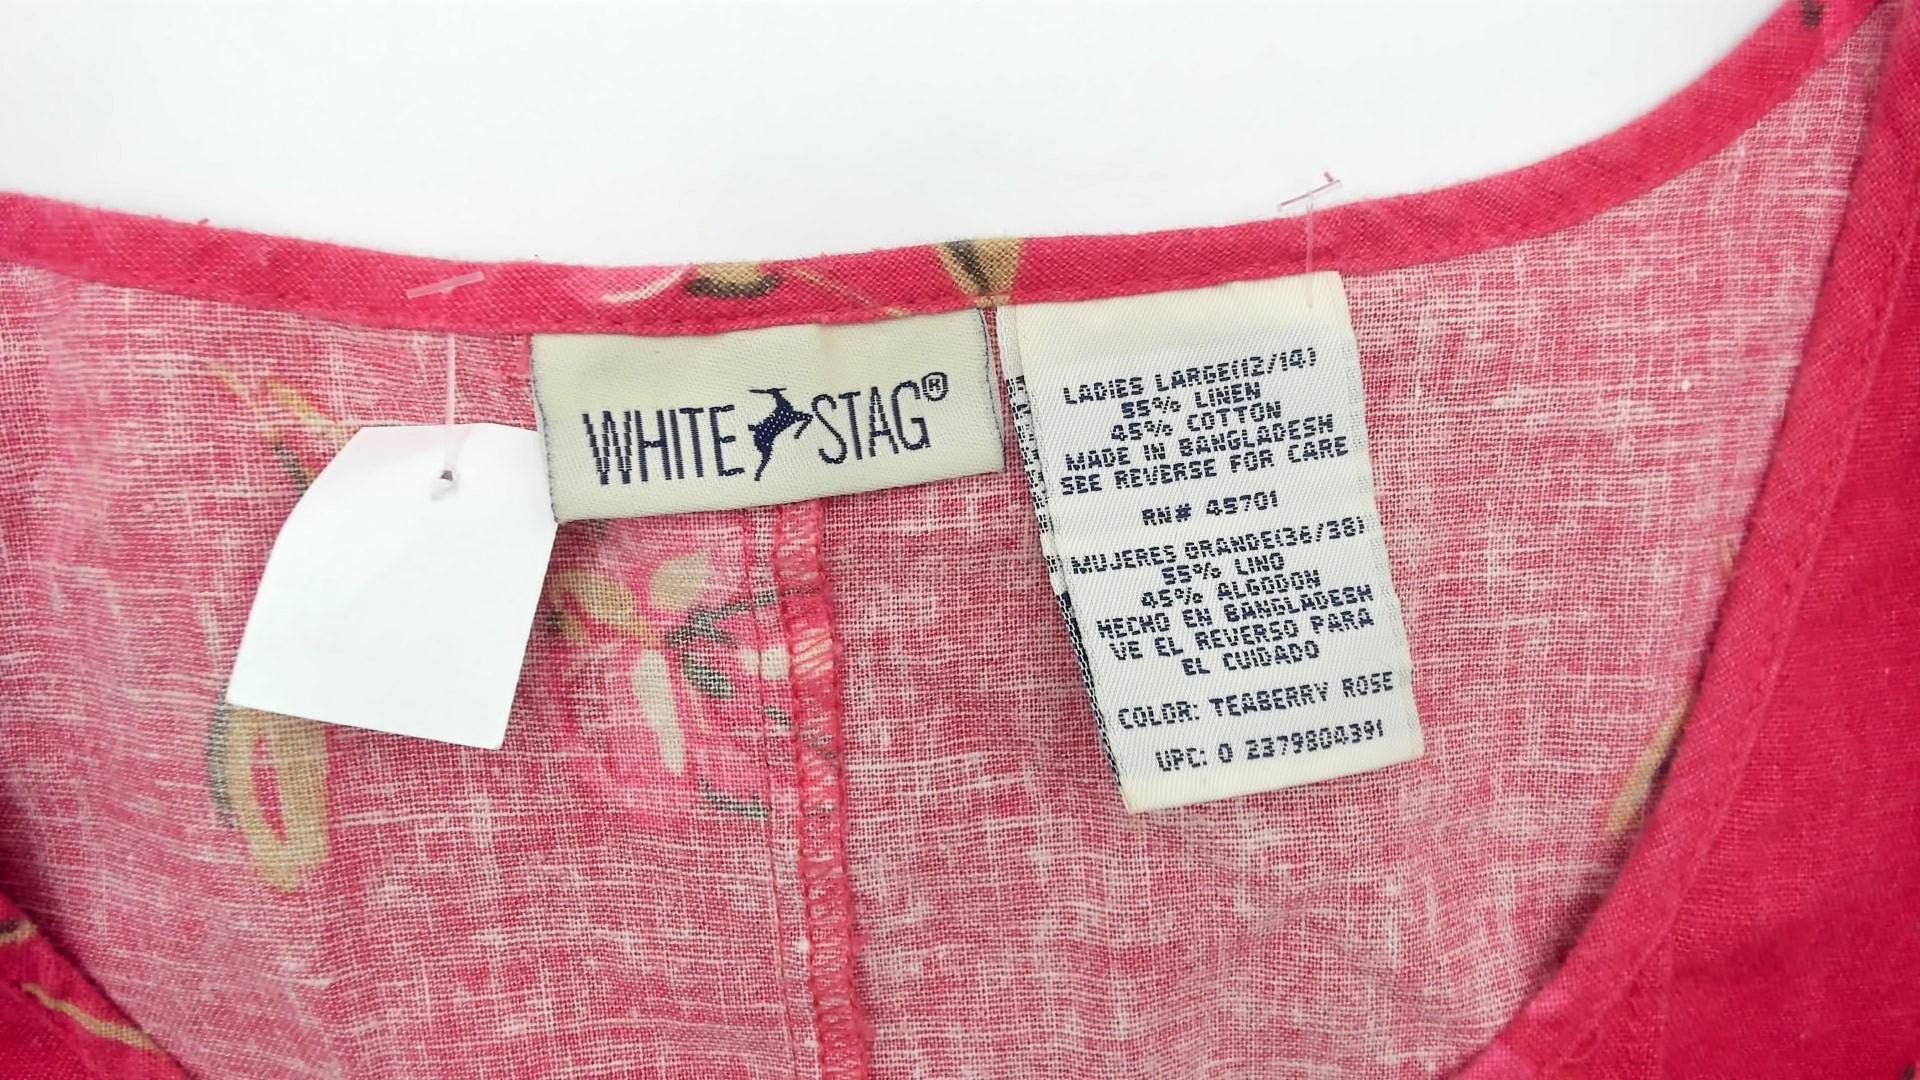 WHITE STAG®
LADIES LARGE(12/14)
55% LINEN
45% COTTON
MADE IN BANGLADESH
SEE REVERSE FOR CARE
RN# 45701
MUJERES GRANDE(36/38)
55% LINO
45% ALGODON
HECHO EN BANGLADESH
VE EL REVERSO PARA
EL CUIDADO
COLOR: TEABERRY ROSE
UPC: 0 2379804391